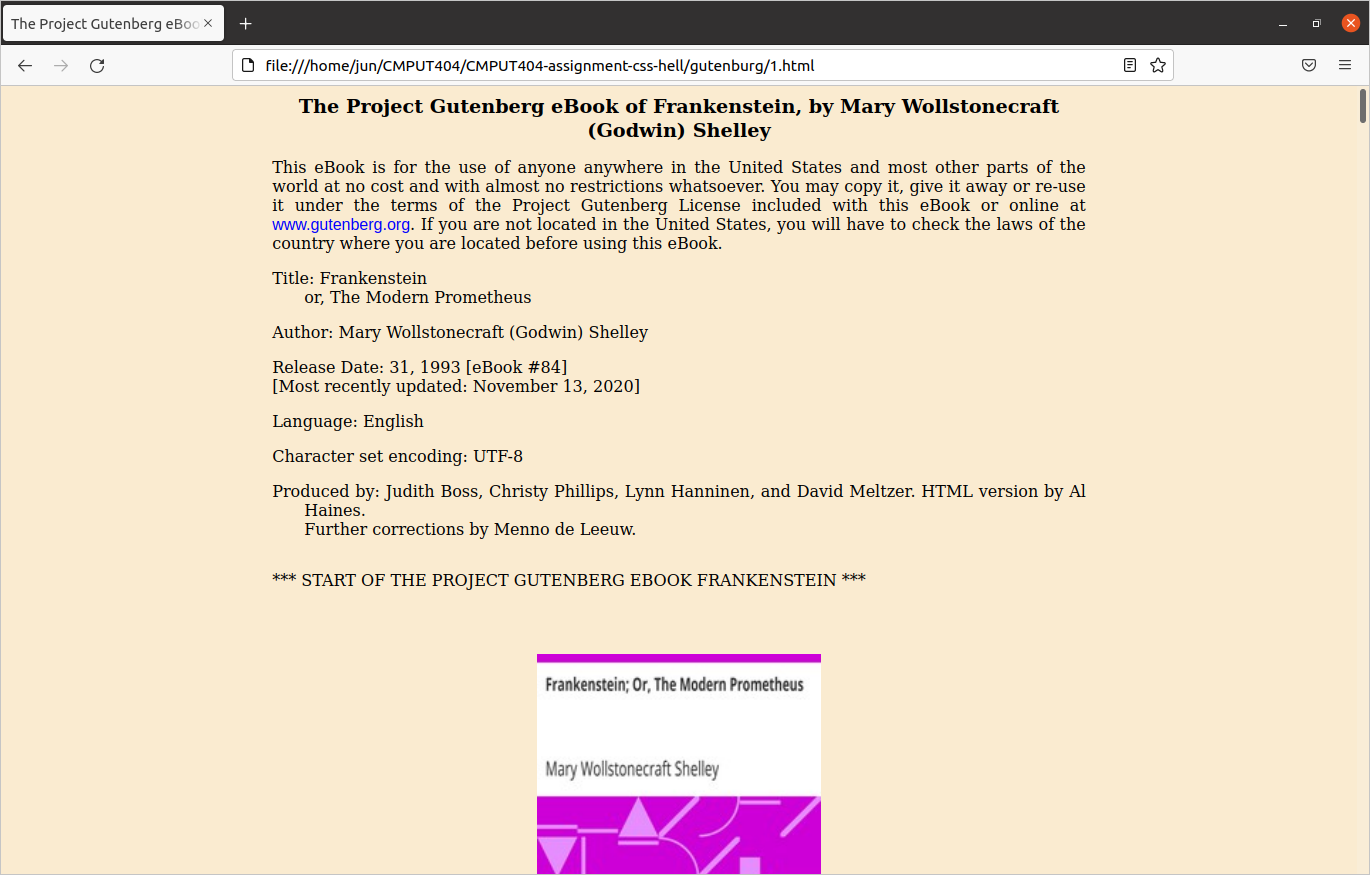 The Project Gutenberg eBoo
file:///home/jun/CMPUT404/CMPUT404-assignment-css-hell/gutenburg/1.html
The Project Gutenberg eBook of Frankenstein, by Mary Wollstonecraft
(Godwin) Shelley
This eBook is for the use of anyone anywhere in the United States and most other parts of the
world at no cost and with almost no restrictions whatsoever. You may copy it, give it away or re-use
it under the terms of the Project Gutenberg License included with this eBook or online at
www.gutenberg.org. If you are not located in the United States, you will have to check the laws of the
country where you are located before using this eBook.
Title: Frankenstein
or, The Modern Prometheus
Author: Mary Wollstonecraft (Godwin) Shelley
Release Date: 31, 1993 [eBook #84]
[Most recently updated: November 13, 2020]
Language: English
Character set encoding: UTF-8
Produced by: Judith Boss, Christy Phillips, Lynn Hanninen, and David Meltzer. HTML version by Al
Haines.
Further corrections by Menno de Leeuw.
*** START OF THE PROJECT GUTENBERG EBOOK FRANKENSTEIN ***
Frankenstein; Or, The Modern Prometheus
Mary Wollstonecraft Shelley